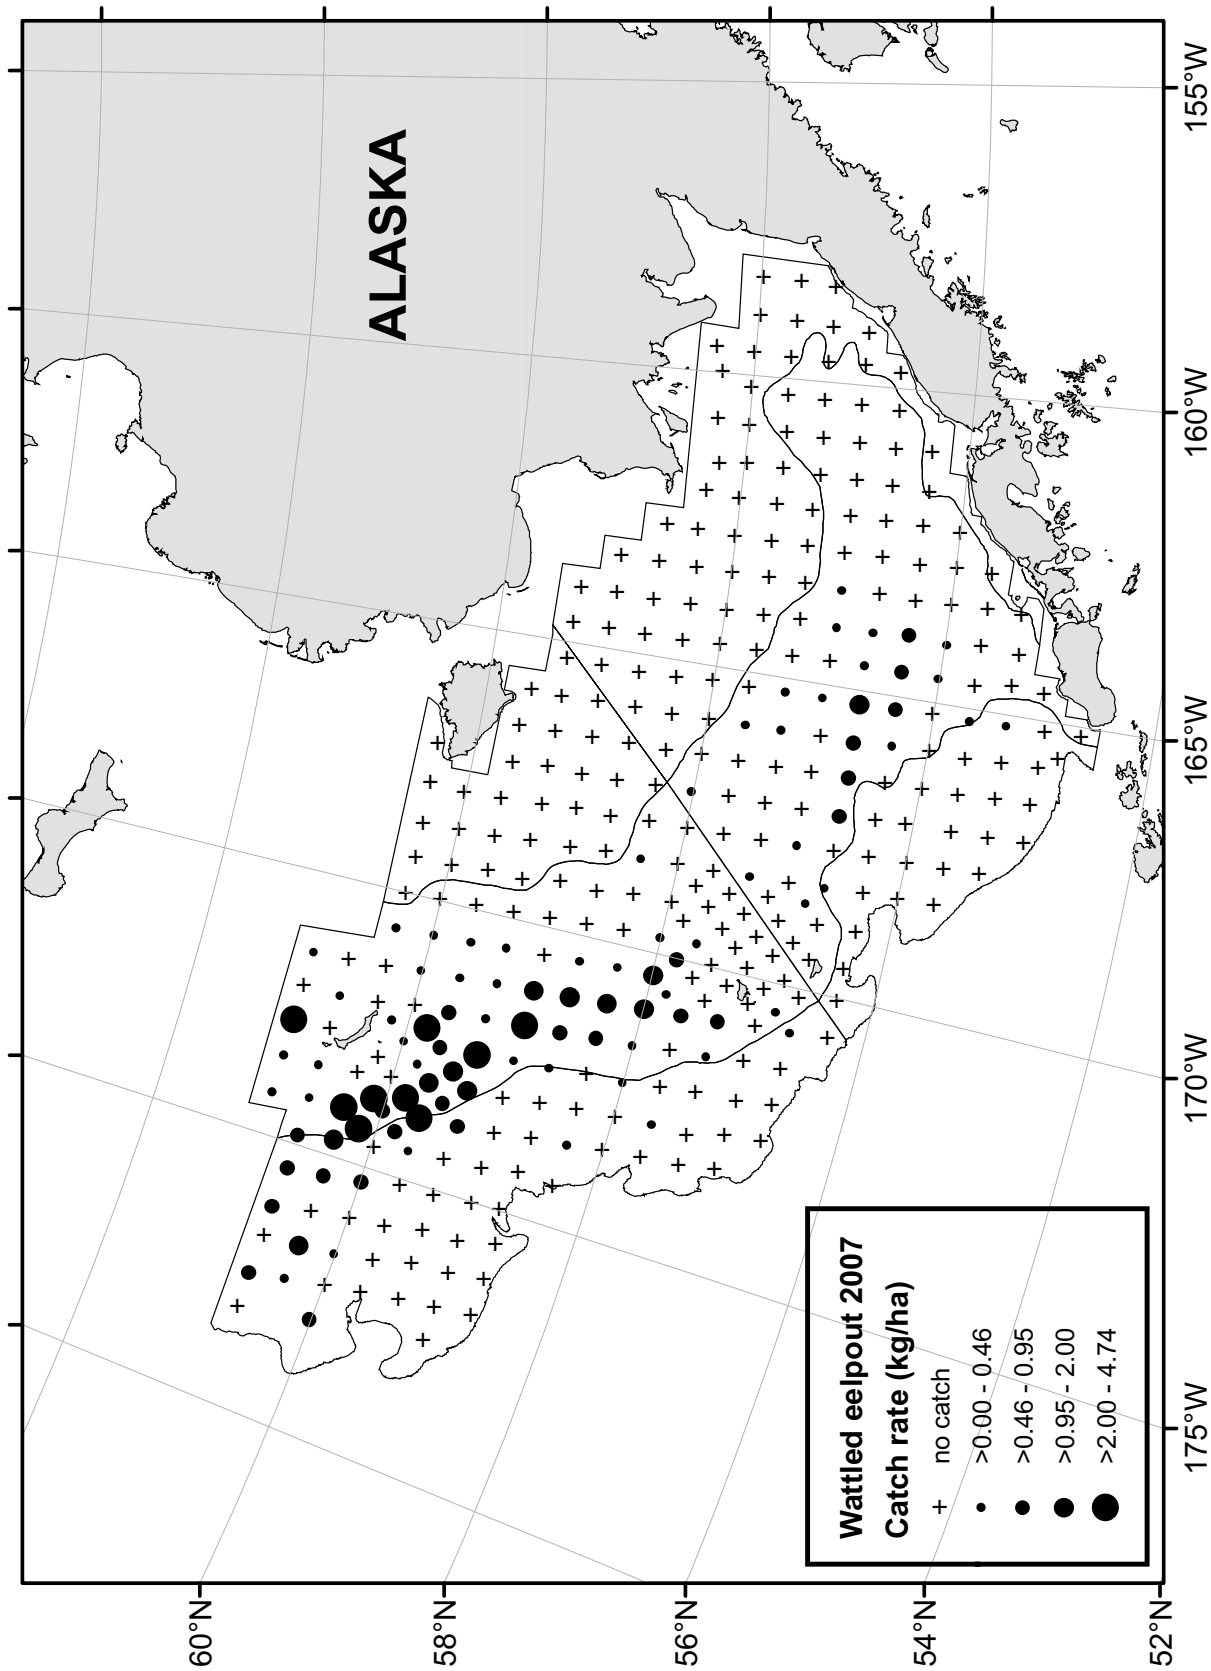 ALASKA
60°N
58°N
56°N
54°N
52°N
175°W
170°W
165°W
160°W
155°W
Wattled eelpout 2007
Catch rate (kg/ha)
no catch
>0.00 - 0.46
>0.46 - 0.95
>0.95 - 2.00
>2.00 - 4.74